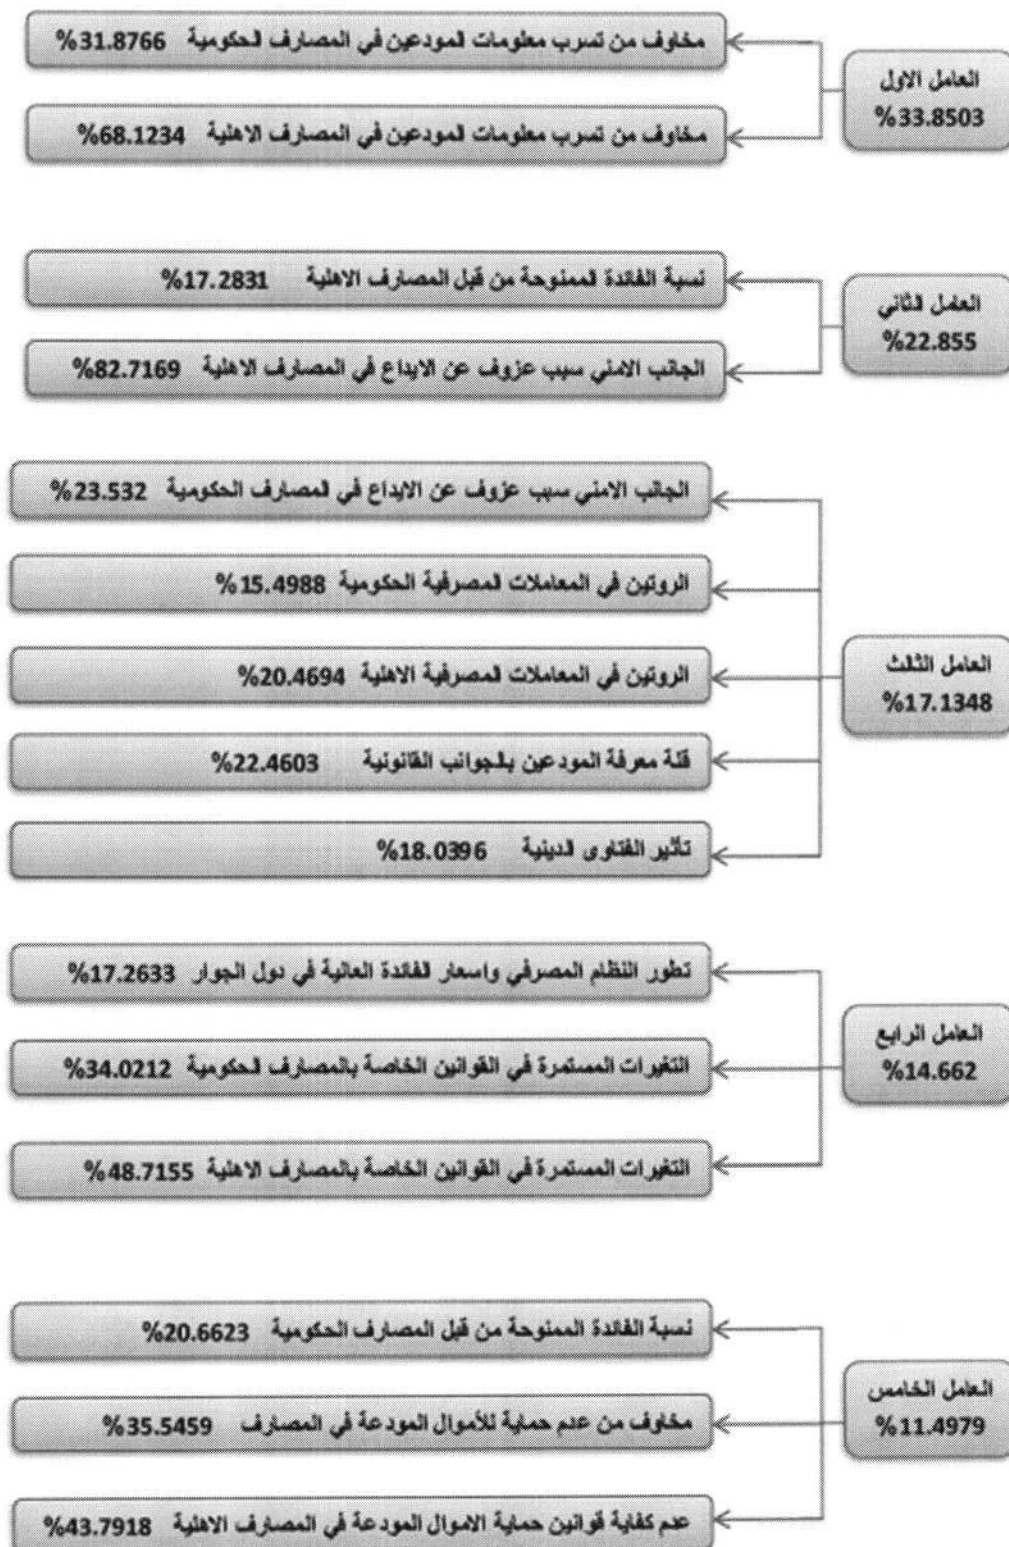 العامل الاول
%33.8503
مخاوف من تسرب معلومات المودعين في المصارف الحكومية %31.8766
مخاوف من تسرب معلومات المودعين في المصارف الاهلية %68.1234
العامل الثاني
%22.855
نسبة الفائدة الممنوحة من قبل المصارف الاهلية %17.2831
الجانب الامني سبب عزوف عن الايداع في المصارف الاهلية %82.7169
العامل الثالث
%17.1348
الجانب الامني سبب عزوف عن الايداع في المصارف الحكومية %23.532
الروتين في المعاملات المصرفية الحكومية %15.4988
الروتين في المعاملات المصرفية الاهلية %20.4694
قلة معرفة المودعين بالجوانب القانونية %22.4603
تأثير الفتاوى الدينية %18.0396
العامل الرابع
%14.662
تطور النظام المصرفي واسعار الفائدة العالية في دول الجوار %17.2633
التغيرات المستمرة في القوانين الخاصة بالمصارف الحكومية %34.0212
التغيرات المستمرة في القوانين الخاصة بالمصارف الاهلية %48.7155
العامل الخامس
%11.4979
نسبة الفائدة الممنوحة من قبل المصارف الحكومية %20.6623
مخاوف من عدم حماية للأموال المودعة في المصارف %35.5459
عدم كفاية قوانين حماية الاموال المودعة في المصارف الاهلية %43.7918